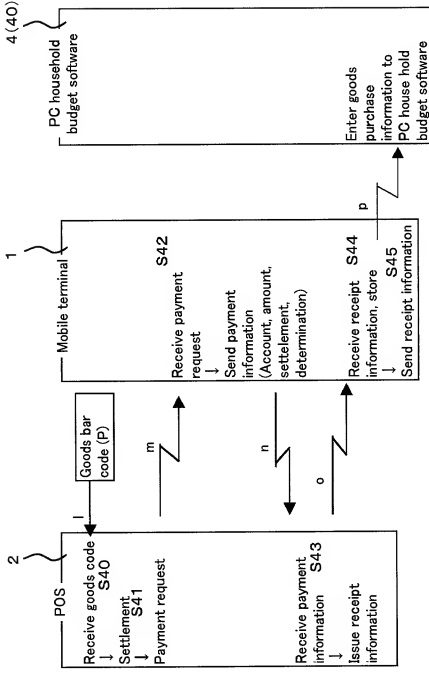 2
POS
Receive goods code
S40
↓
Settlement
S41
↓
Payment request
Receive payment
information
S43
↓
Issue receipt
information
l
Goods bar
code (P)
m
n
o
1
Mobile terminal
S42
Receive payment
request
↓
Send payment
information
(Account, amount,
settelement,
determination)
S44
Receive receipt
information, store
↓
S45
Send receipt information
p
4(40)
PC household
budget software
Enter goods
purchase
information to
PC house hold
budget software